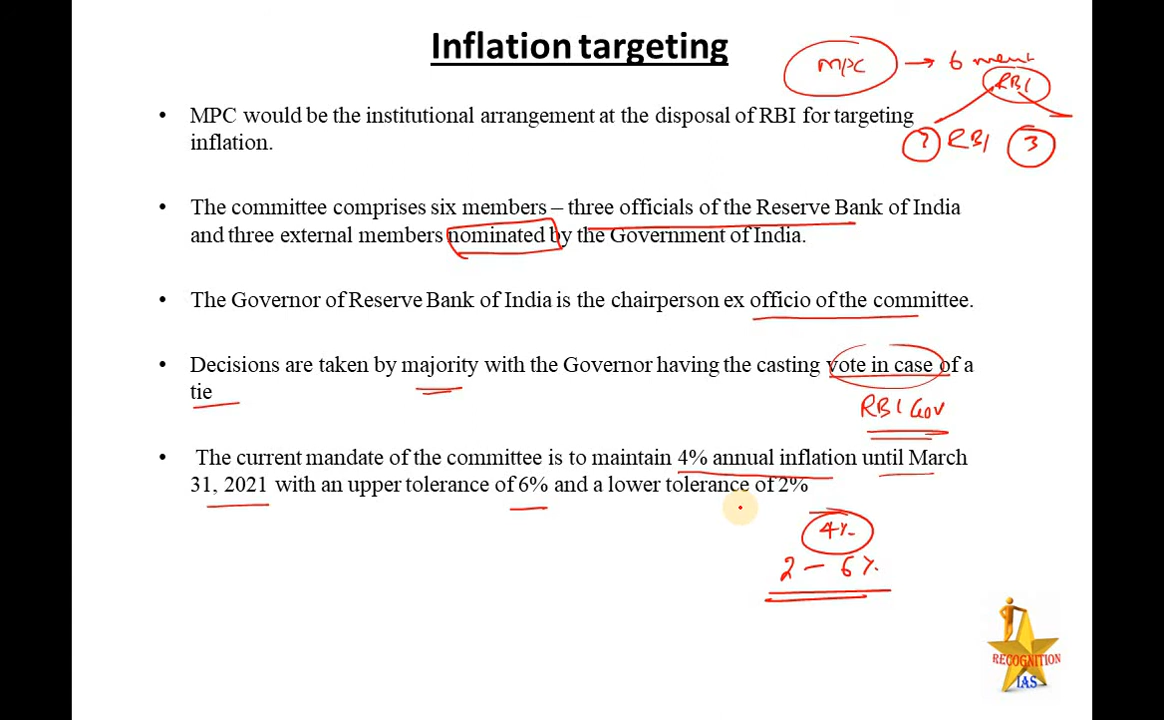 Inflation targeting
MPC → 6 mem
RBI
• MPC would be the institutional arrangement at the disposal of RBI for targeting
inflation.
RBI 3
• The committee comprises six members – three officials of the Reserve Bank of India
and three external members nominated by the Government of India.
• The Governor of Reserve Bank of India is the chairperson ex officio of the committee.
• Decisions are taken by majority with the Governor having the casting vote in case of a
tie
RBI Gov
• The current mandate of the committee is to maintain 4% annual inflation until March
31, 2021 with an upper tolerance of 6% and a lower tolerance of 2%
4%
2 – 6%
RECOGNITION
IAS